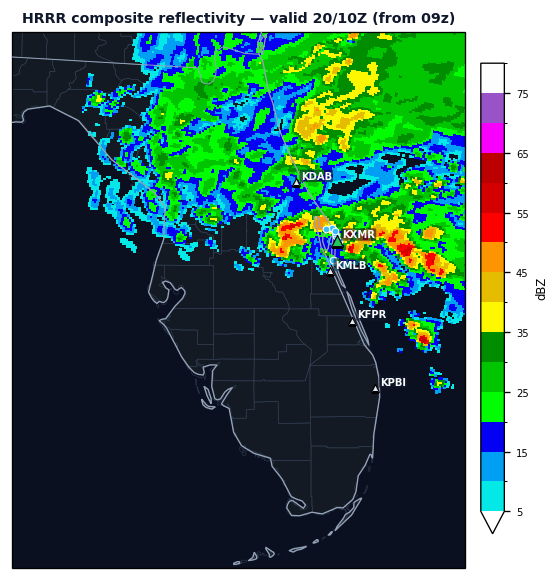 HRRR composite reflectivity — valid 20/10Z (from 09z)
75
65
55
45
35
25
15
5
dBZ
KDAB
KXMR
KMLB
KFPR
KPBI